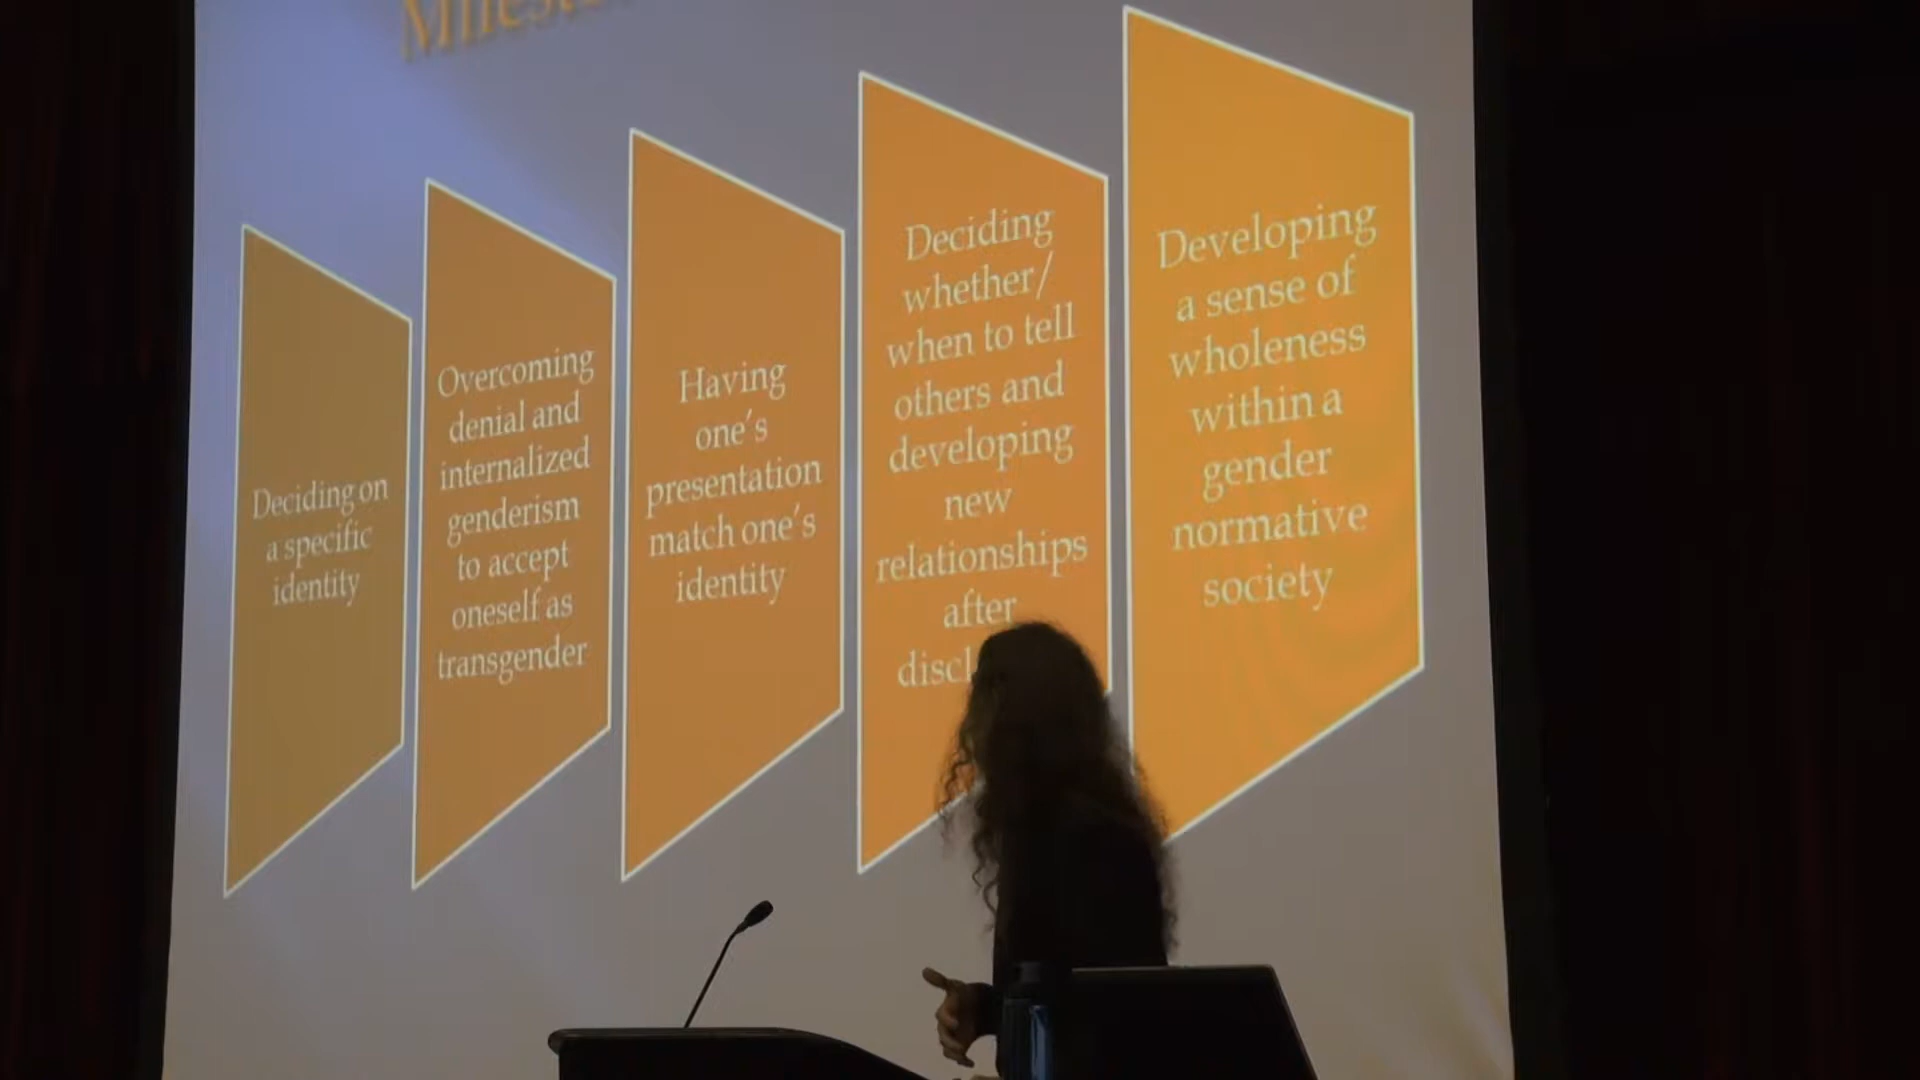 Deciding on
a specific
identity
Overcoming
denial and
internalized
genderism
to accept
oneself as
transgender
Having
one's
presentation
match one's
identity
Deciding
whether/
when to tell
others and
developing
new
relationships
after
Developing
a sense of
wholeness
within a
gender
normative
society